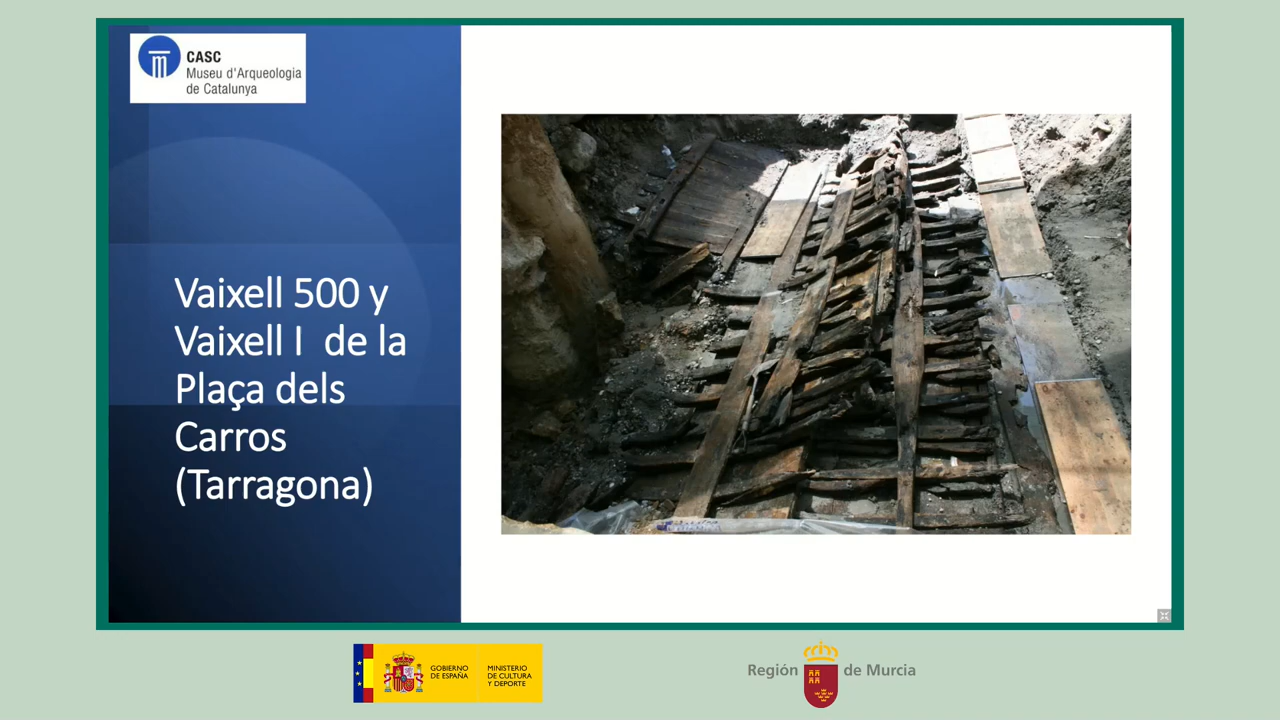 CASC
Museu d'Arqueologia
de Catalunya
Vaixell 500 y
Vaixell I de la
Plaça dels
Carros
(Tarragona)
GOBIERNO
DE ESPAÑA
MINISTERIO
DE CULTURA
Y DEPORTE
Región de Murcia